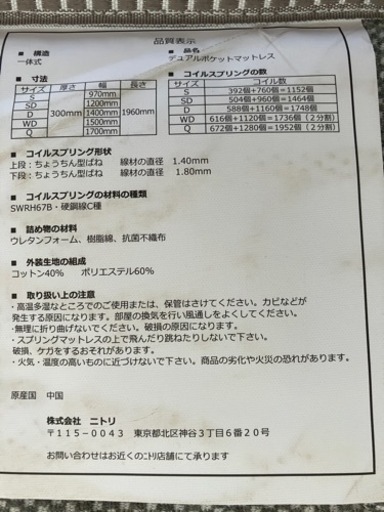 品質表示
■ 構造
一体式
■ 品名
デュアルポケットマットレス
■ 寸法
サイズ 厚さ 幅 長さ
S 300mm 970mm 1960mm
SD 1200mm
D 1400mm
WD 1500mm
Q 1700mm
■ コイルスプリングの数
サイズ コイル数
S 392個+760個=1152個
SD 504個+960個=1464個
D 588個+1160個=1748個
WD 616個+1120個=1736個(2分割)
Q 672個+1280個=1952個(2分割)
■ コイルスプリング形状
上段:ちょうちん型ばね 線材の直径 1.40mm
下段:ちょうちん型ばね 線材の直径 1.80mm
■ コイルスプリングの材料の種類
SWRH67B・硬鋼線C種
■ 詰め物の材料
ウレタンフォーム、樹脂綿、抗菌不織布
■ 外装生地の組成
コットン40% ポリエステル60%
■ 取り扱い上の注意
・高温多湿なところでのご使用または、保管はさけてください。カビなどが
発生する原因になります。部屋の換気を行い風通しをよくしてください。
・無理に折り曲げないでください。破損の原因になります。
・スプリングマットレスの上で飛んだり跳ねたりしないでください。
破損、ケガをするおそれがあります。
・火気・温度の高いものに近づけないで下さい。商品の劣化や火災の恐れがあります。
原産国 中国
株式会社 ニトリ
〒115-0043 東京都北区神谷3丁目6番20号
お問い合わせはお近くのニトリ店舗にて承ります